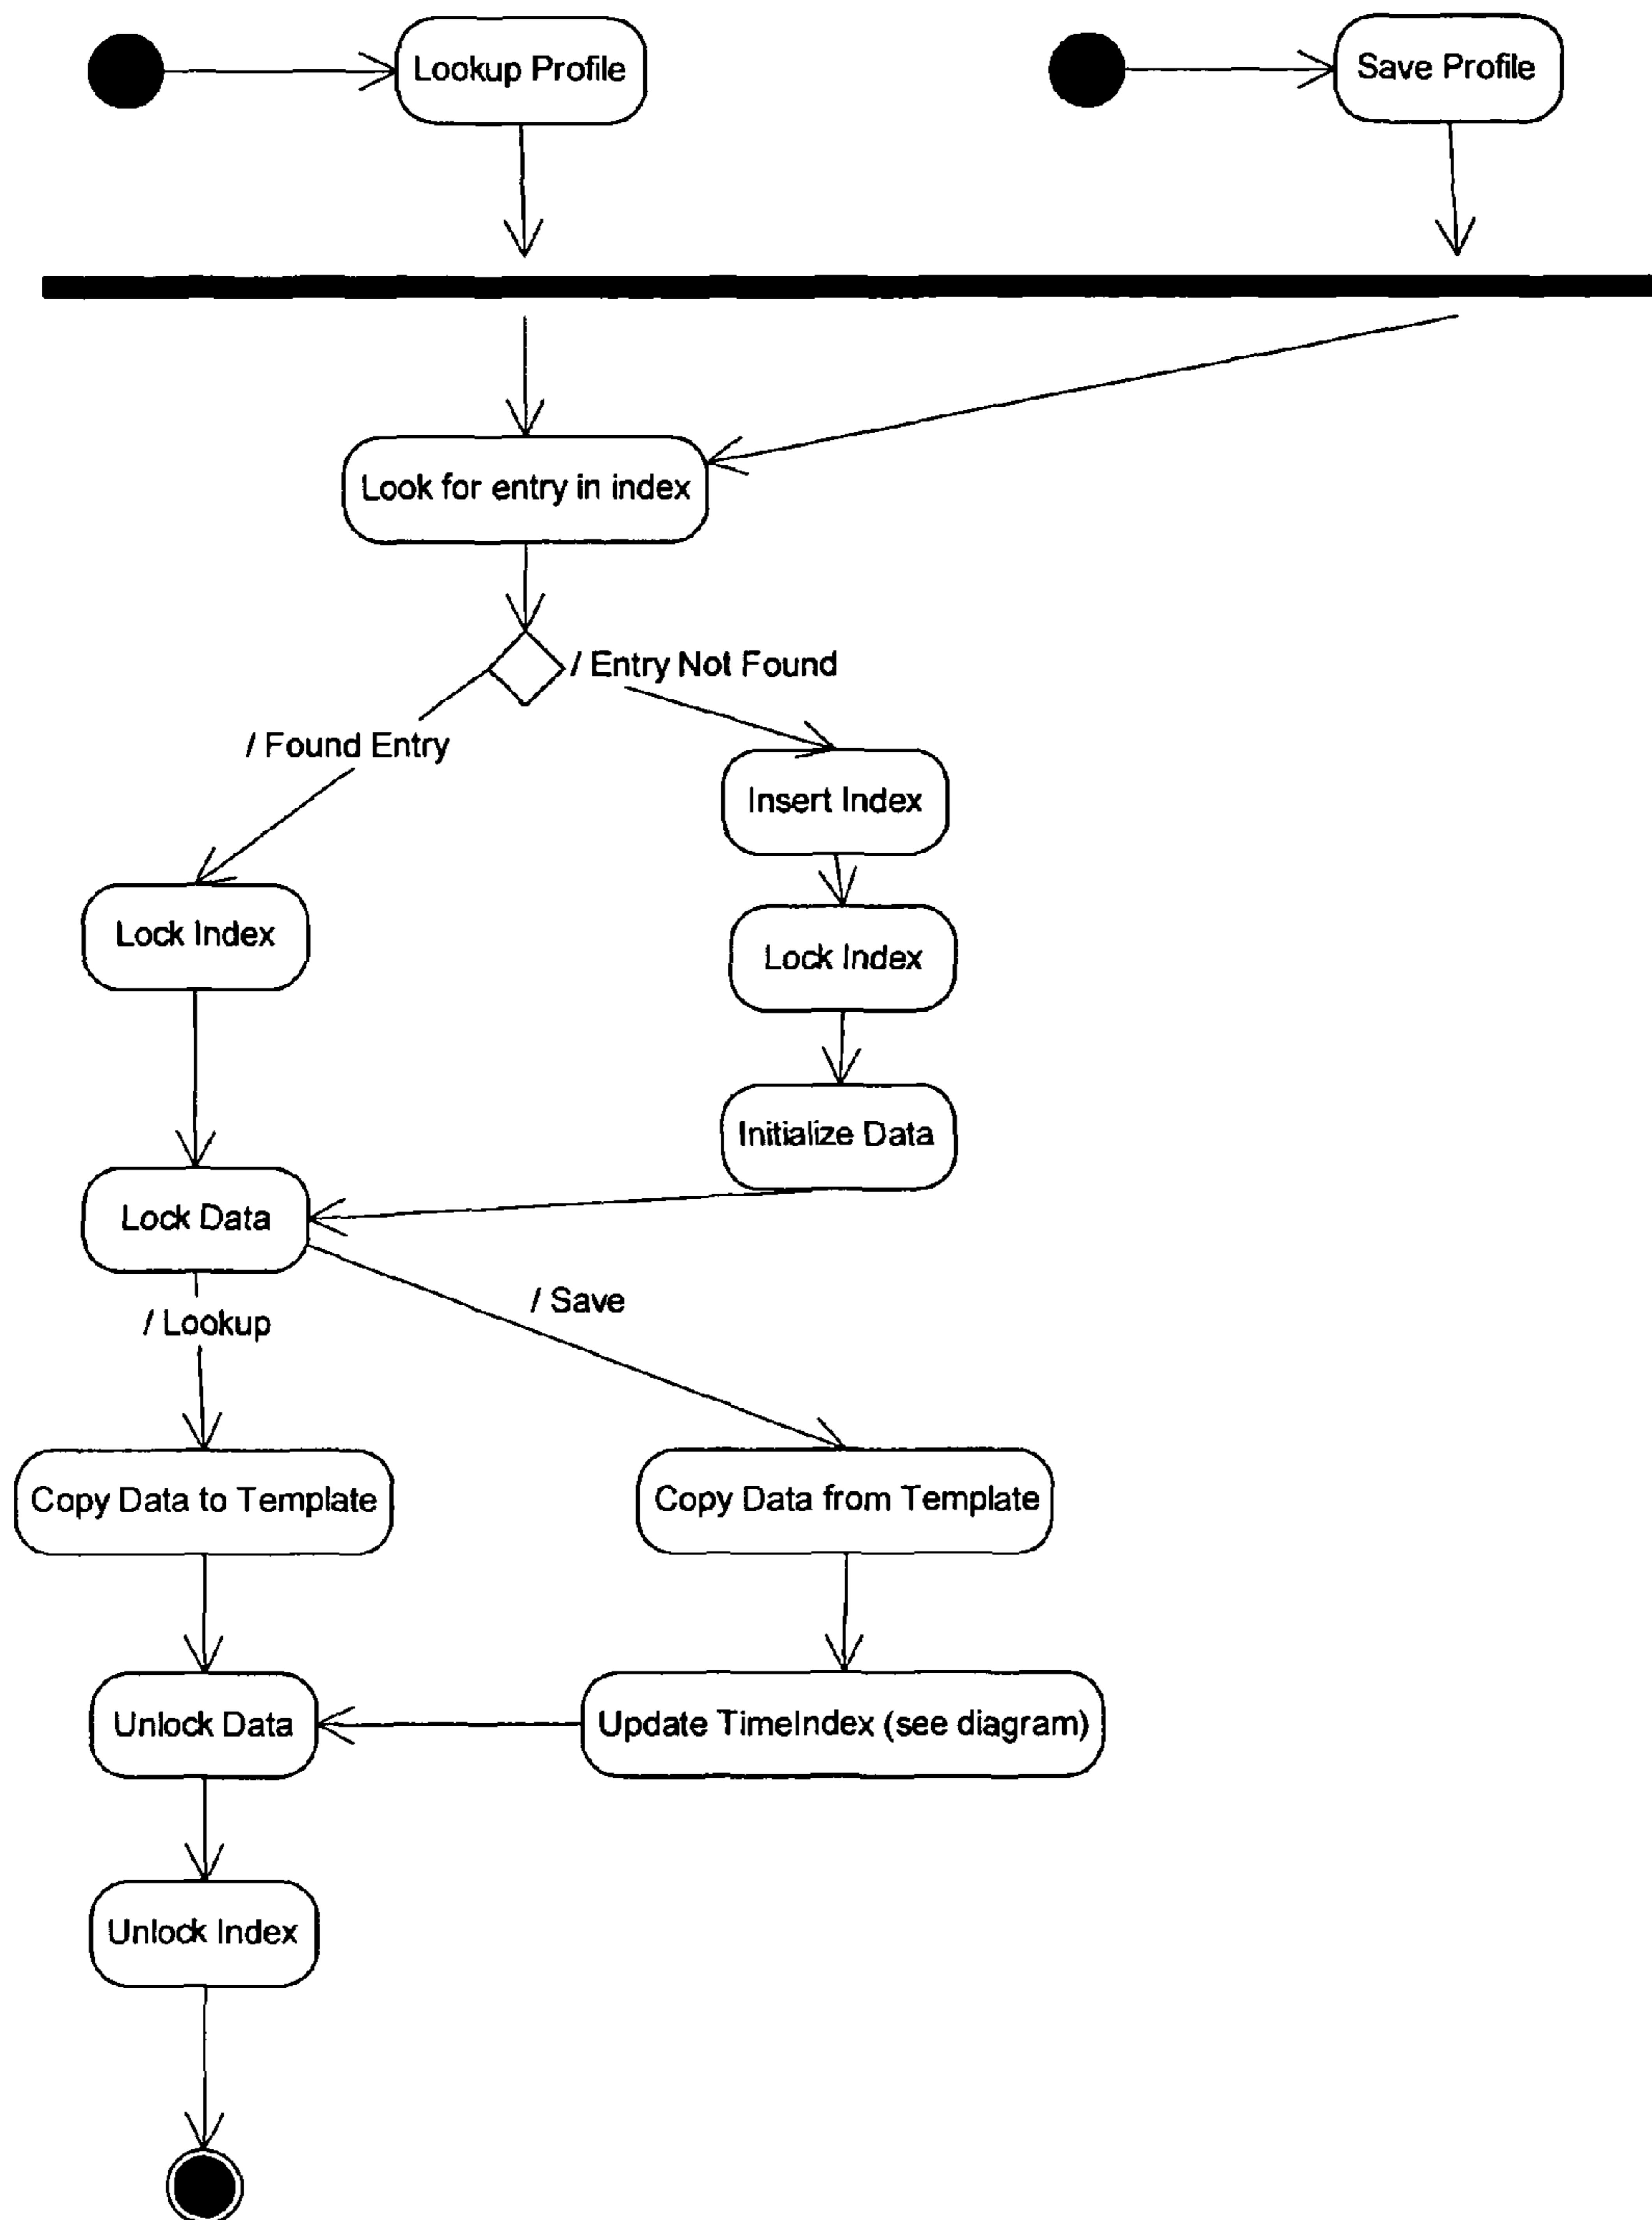 Lookup Profile
Save Profile
Look for entry in index
/ Entry Not Found
/ Found Entry
Insert Index
Lock Index
Lock Index
Initialize Data
Lock Data
/ Save
/ Lookup
Copy Data to Template
Copy Data from Template
Unlock Data
Update TimeIndex (see diagram)
Unlock Index